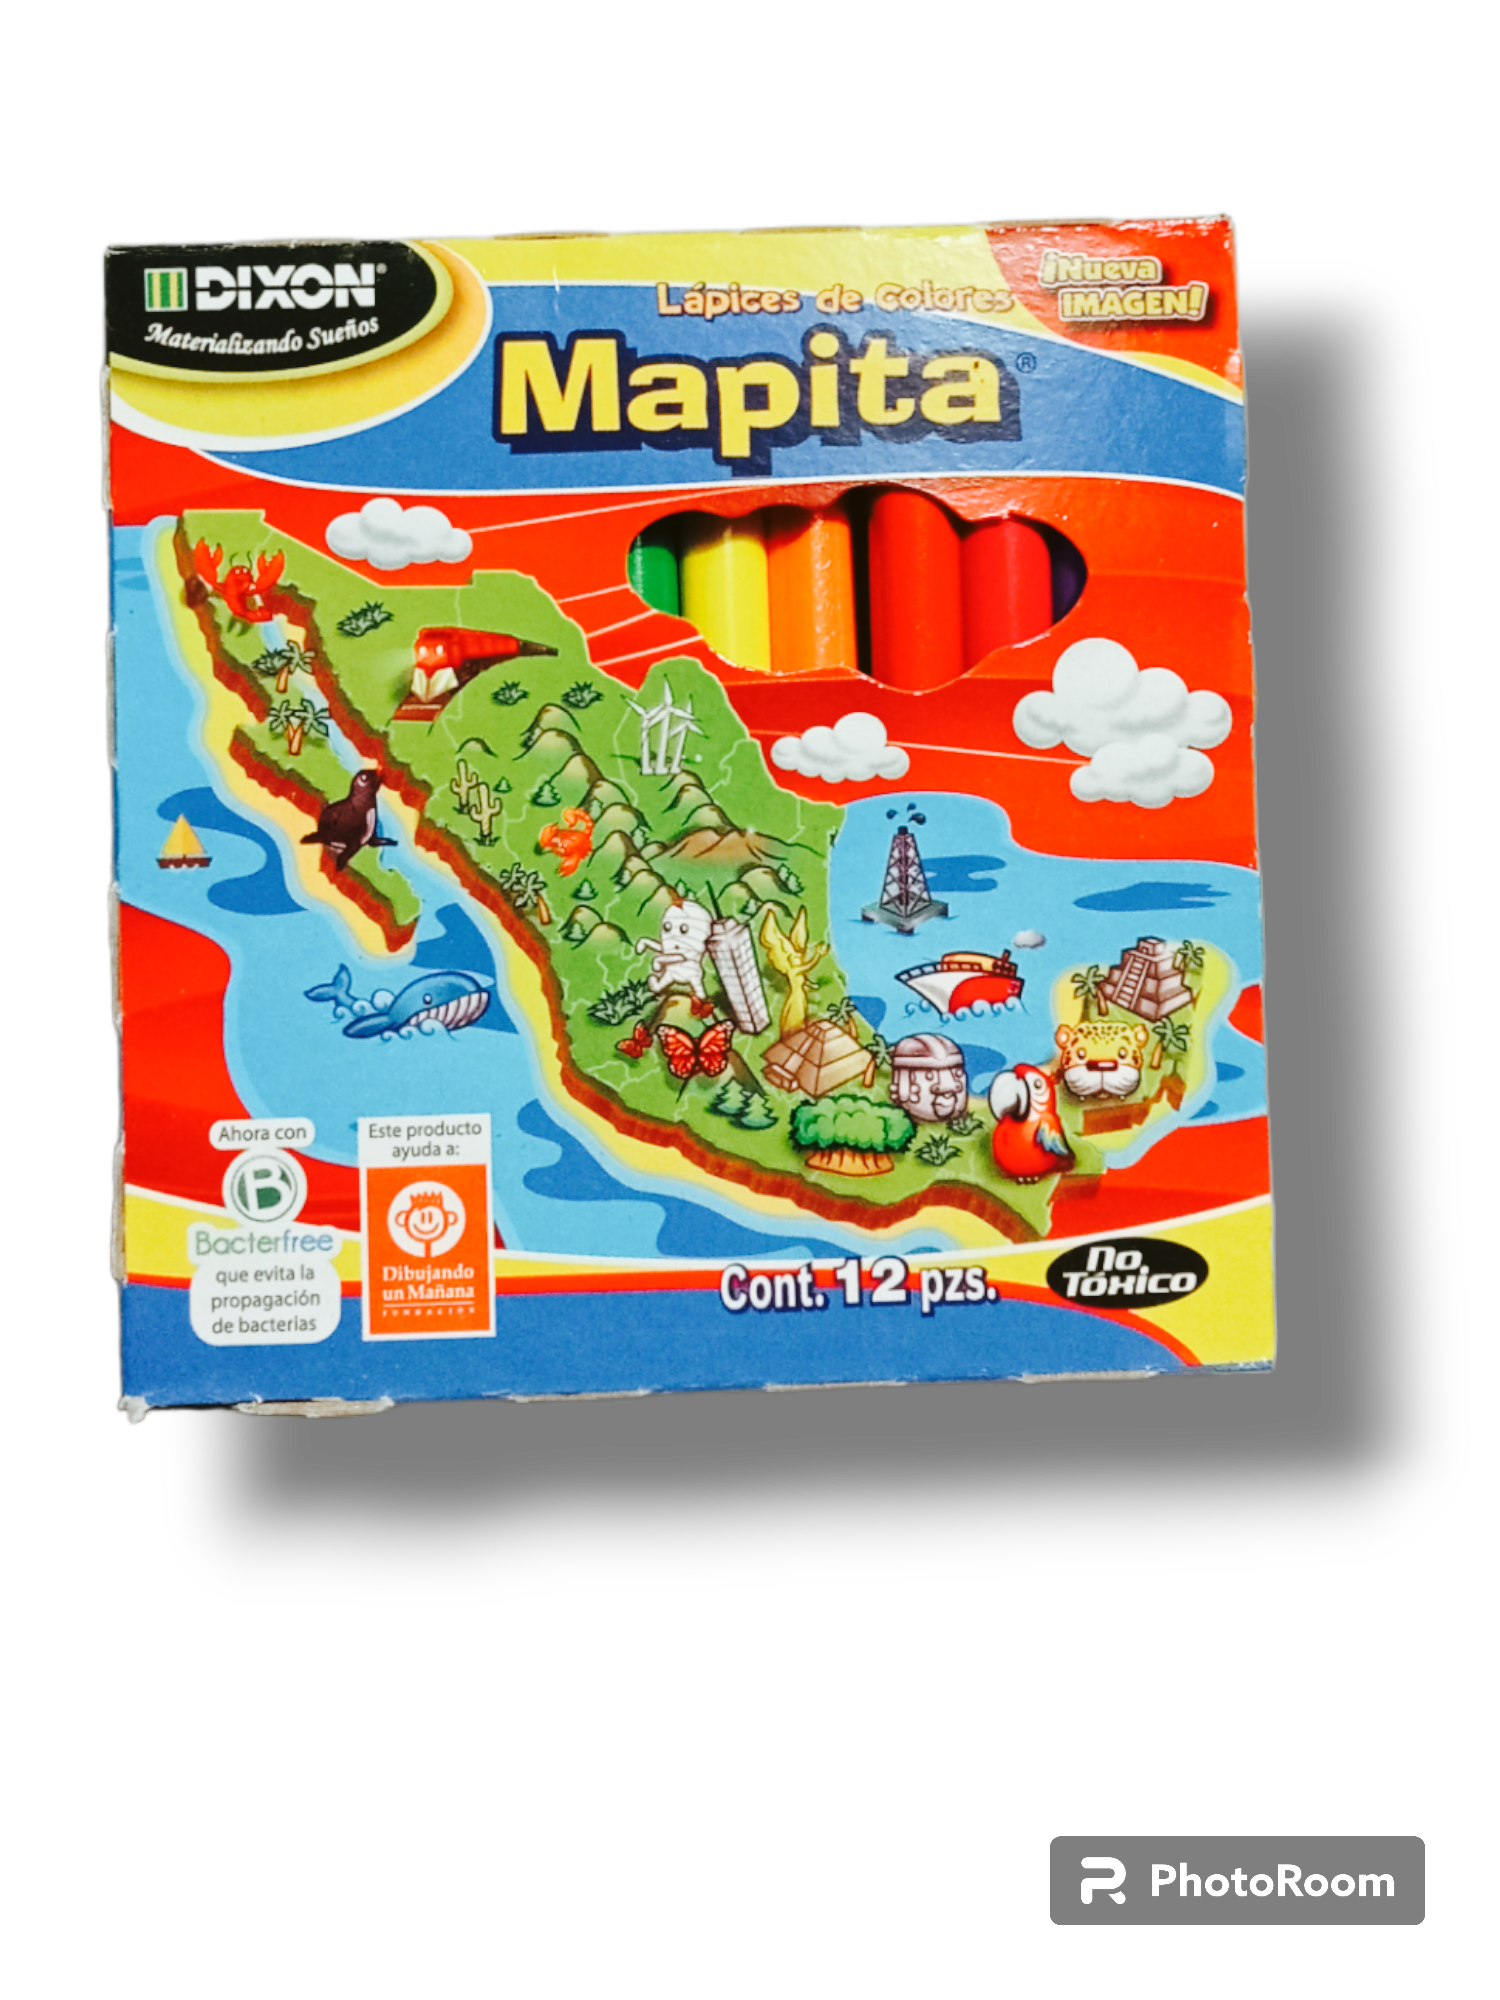 DIXON®
Materializando Sueños
Lápices de Colores
¡Nueva
IMAGEN!
Mapita®
Ahora con
B
Bacterfree
que evita la
propagación
de bacterias
Este producto
ayuda a:
Dibujando
un Mañana
FUNDACIÓN
Cont. 12 pzs.
No
TóXICO
PhotoRoom